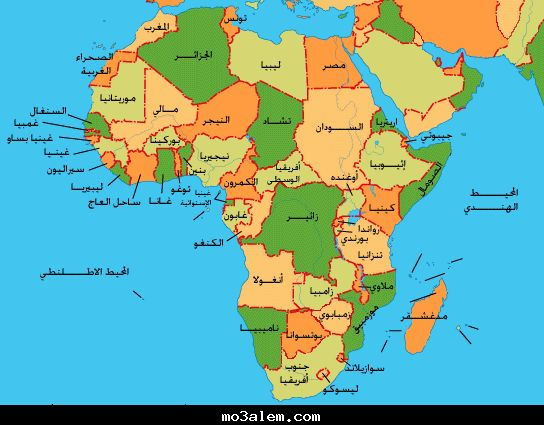 تونس
المغرب
الجزائر
ليبيا
مصر
الصحراء
الغربية
موريتانيا
مالي
النيجر
تشاد
السودان
اريتريا
جيبوتي
السنغال
غمبيا
غينيا بساو
غينيا
سيراليون
ليبيريا
ساحل العاج
غانا
توغو
بنين
بوركينا
نيجيريا
الكمرون
أفريقيا
الوسطى
إثيوبيا
الصومال
أوغنده
كينيا
غينيا
الإستوائية
غابون
الكنغو
زائير
رواندا
بورندي
تنزانيا
المحيط
الهندي
المحيط الاطلنطي
أنغولا
زامبيا
ملاوي
موزمبيق
زمبابوي
مدغشقر
ناميبيا
بوتسوانا
سوازيلاند
جنوب
أفريقيا
ليسوكو
mo3alem.com